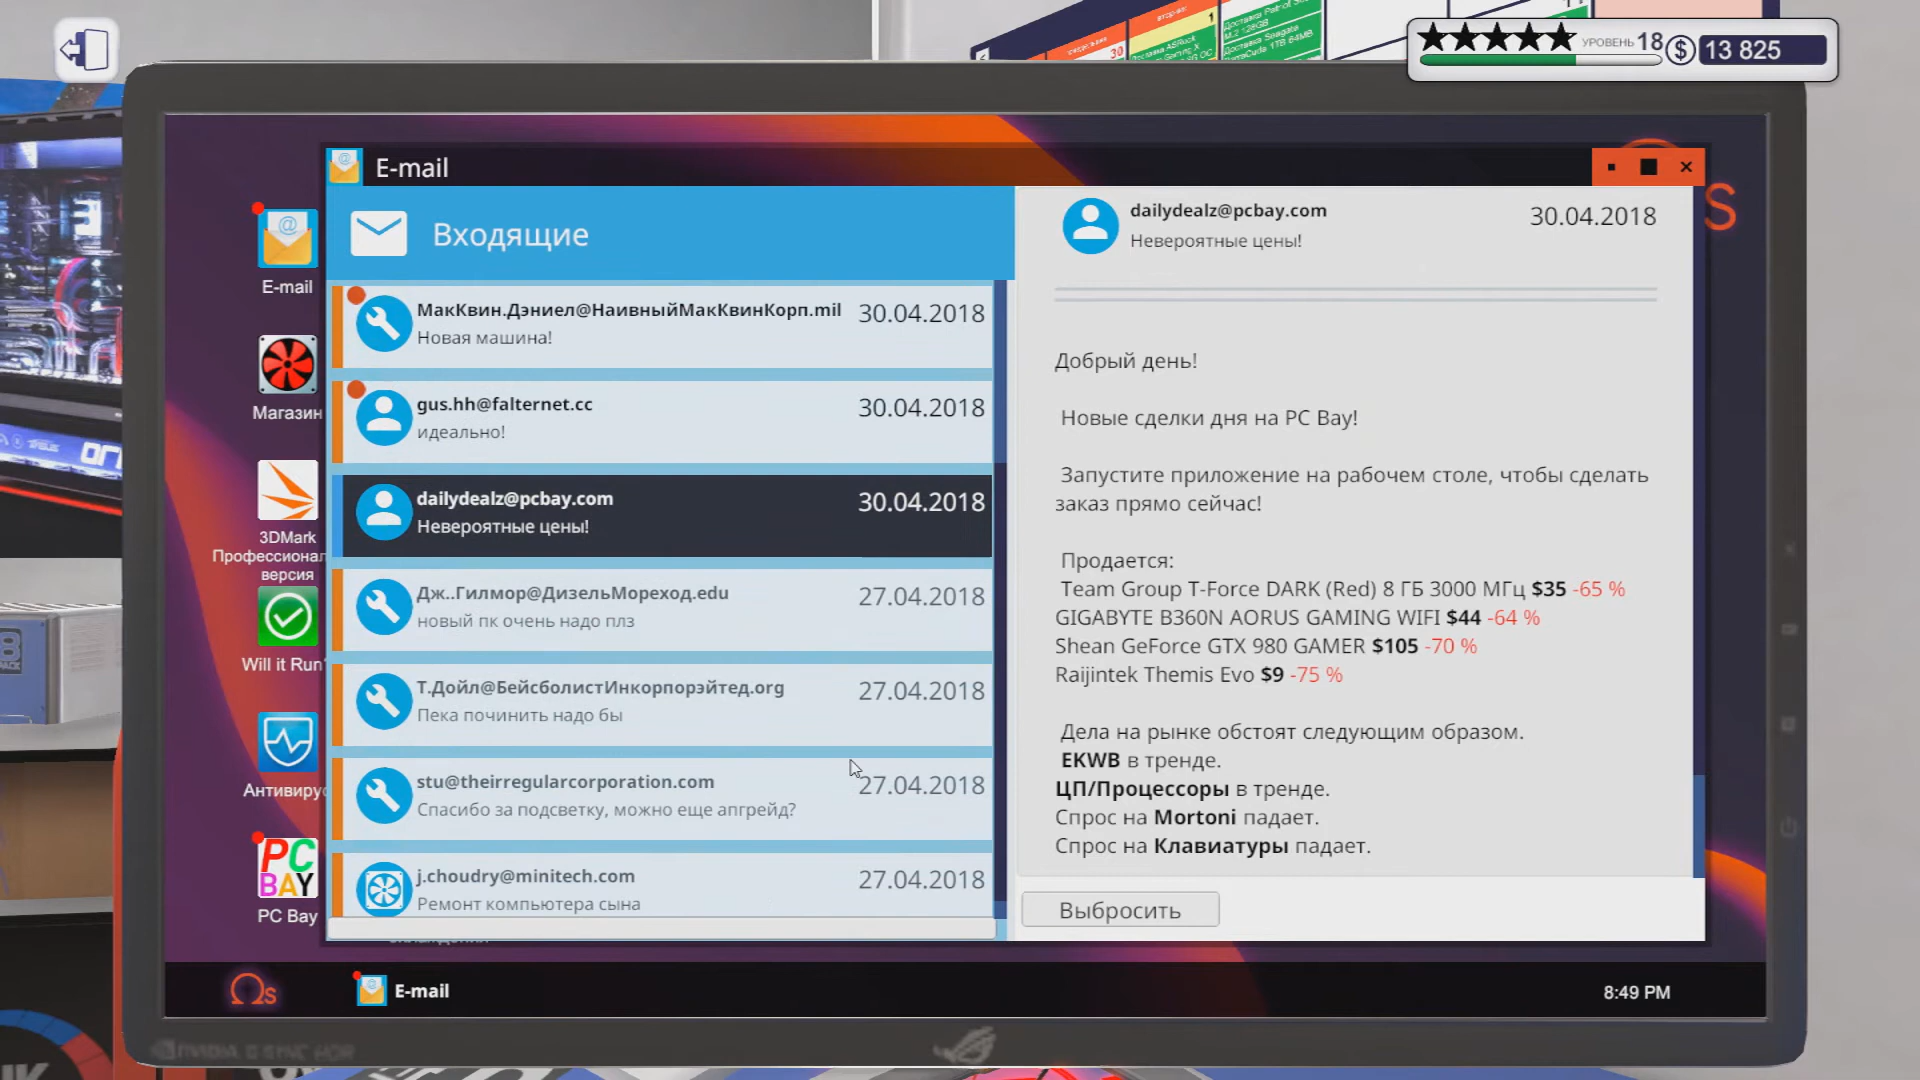 УРОВЕНЬ 18
$ 13 825
E-mail
Входящие
МакКвин.Дэниел@НаивныйМакКвинКорп.mil 30.04.2018
Новая машина!
gus.hh@falternet.cc 30.04.2018
идеально!
dailydealz@pcbay.com 30.04.2018
Невероятные цены!
Дж..Гилмор@ДизельМореход.edu 27.04.2018
новый пк очень надо плз
Т.Дойл@БейсболистИнкорпорэйтед.org 27.04.2018
Пека починить надо бы
stu@theirregularcorporation.com 27.04.2018
Спасибо за подсветку, можно еще апгрейд?
j.choudry@minitech.com 27.04.2018
Ремонт компьютера сына
dailydealz@pcbay.com 30.04.2018
Невероятные цены!
Добрый день!
Новые сделки дня на PC Bay!
Запустите приложение на рабочем столе, чтобы сделать
заказ прямо сейчас!
Продается:
Team Group T-Force DARK (Red) 8 ГБ 3000 МГц $35 -65 %
GIGABYTE B360N AORUS GAMING WIFI $44 -64 %
Shean GeForce GTX 980 GAMER $105 -70 %
Raijintek Themis Evo $9 -75 %
Дела на рынке обстоят следующим образом.
EKWB в тренде.
ЦП/Процессоры в тренде.
Спрос на Mortoni падает.
Спрос на Клавиатуры падает.
Выбросить
E-mail
Магазин
3DMark
Профессионал
версия
Will it Run?
Антивирус
PC
BAY
PC Bay
Ωs
E-mail
8:49 PM